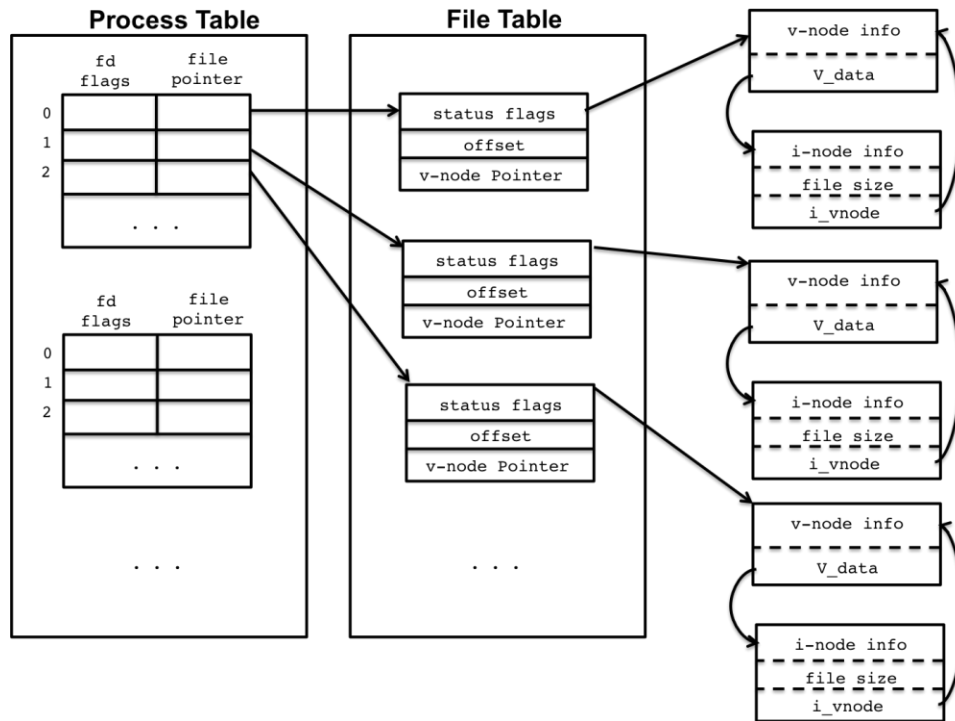 Process Table
fd
flags
file
pointer
0
1
2
. . .
fd
flags
file
pointer
0
1
2
. . .
. . .
File Table
status flags
offset
v-node Pointer
status flags
offset
v-node Pointer
status flags
offset
v-node Pointer
. . .
v-node info
V_data
i-node info
file size
i_vnode
v-node info
V_data
i-node info
file size
i_vnode
v-node info
V_data
i-node info
file size
i_vnode